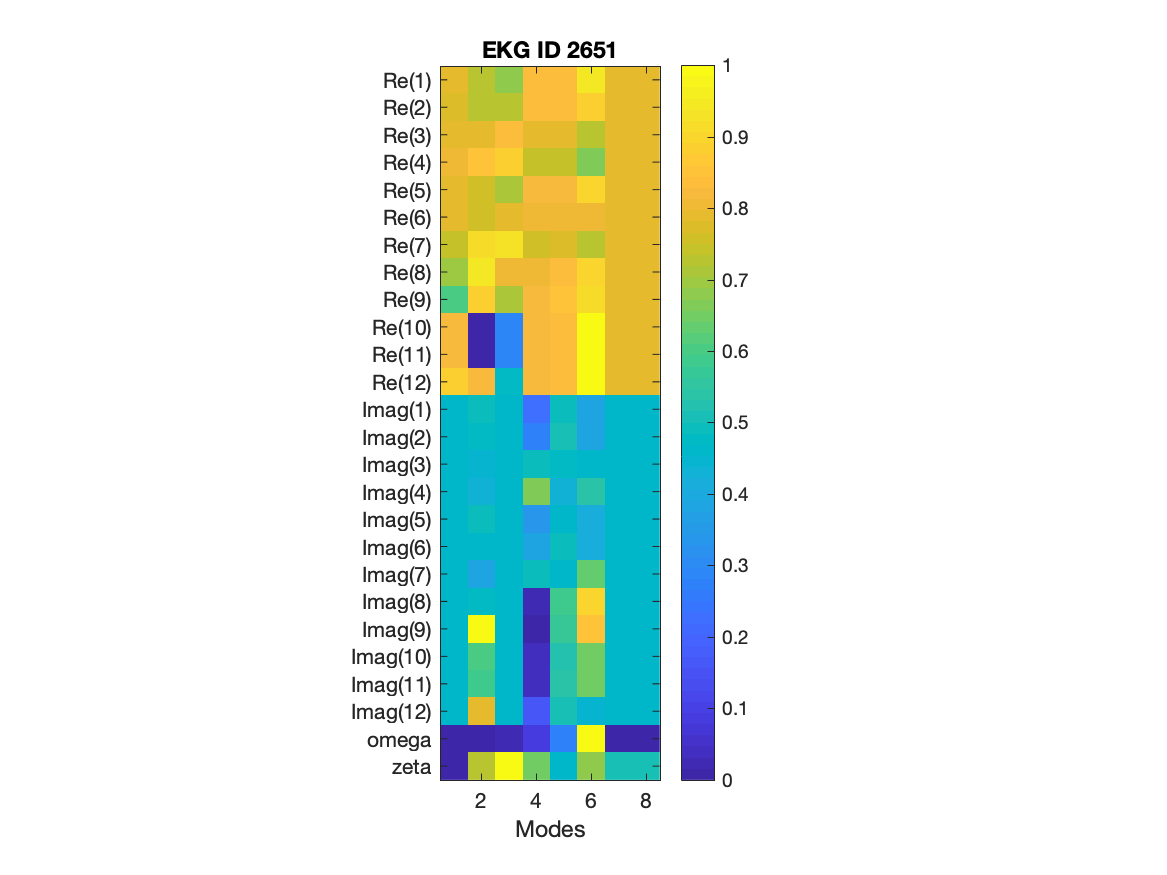 EKG ID 2651
Re(1)
Re(2)
Re(3)
Re(4)
Re(5)
Re(6)
Re(7)
Re(8)
Re(9)
Re(10)
Re(11)
Re(12)
Imag(1)
Imag(2)
Imag(3)
Imag(4)
Imag(5)
Imag(6)
Imag(7)
Imag(8)
Imag(9)
Imag(10)
Imag(11)
Imag(12)
omega
zeta
2 4 6 8
Modes
1
0.9
0.8
0.7
0.6
0.5
0.4
0.3
0.2
0.1
0